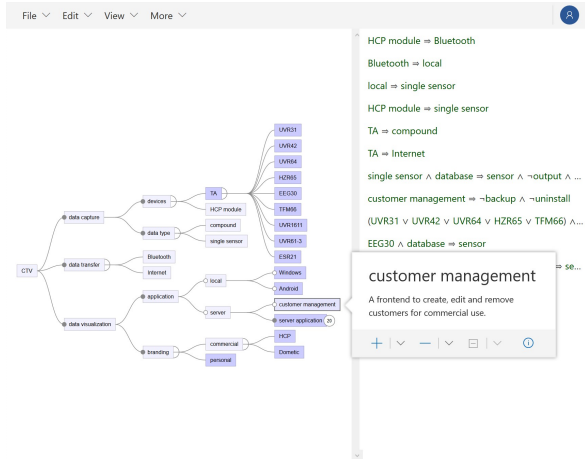 File Edit View More
HCP module ⇒ Bluetooth
Bluetooth ⇒ local
local ⇒ single sensor
HCP module ⇒ single sensor
TA ⇒ compound
TA ⇒ Internet
single sensor ∧ database ⇒ sensor ∧ ¬output ∧ ...
customer management ⇒ ¬backup ∧ ¬uninstall
(UVR31 ∨ UVR42 ∨ UVR64 ∨ HZR65 ∨ TFM66) ∧...
EEG30 ∧ database ⇒ sensor
⇒ se...
customer management
A frontend to create, edit and remove
customers for commercial use.
CTV
data capture
data transfer
data visualization
devices
data type
Bluetooth
Internet
application
branding
TA
HCP module
compound
single sensor
local
server
commercial
personal
UVR31
UVR42
UVR64
HZR65
EEG30
TFM66
UVR1611
UVR61-3
ESR21
Windows
Android
customer management
server application 20
HCP
Dometic